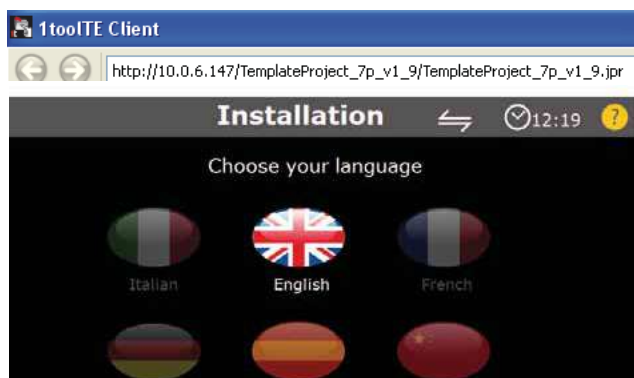 1toolTE Client
http://10.0.6.147/TemplateProject_7p_v1_9/TemplateProject_7p_v1_9.jpr
Installation 12:19 ?
Choose your language
Italian English French